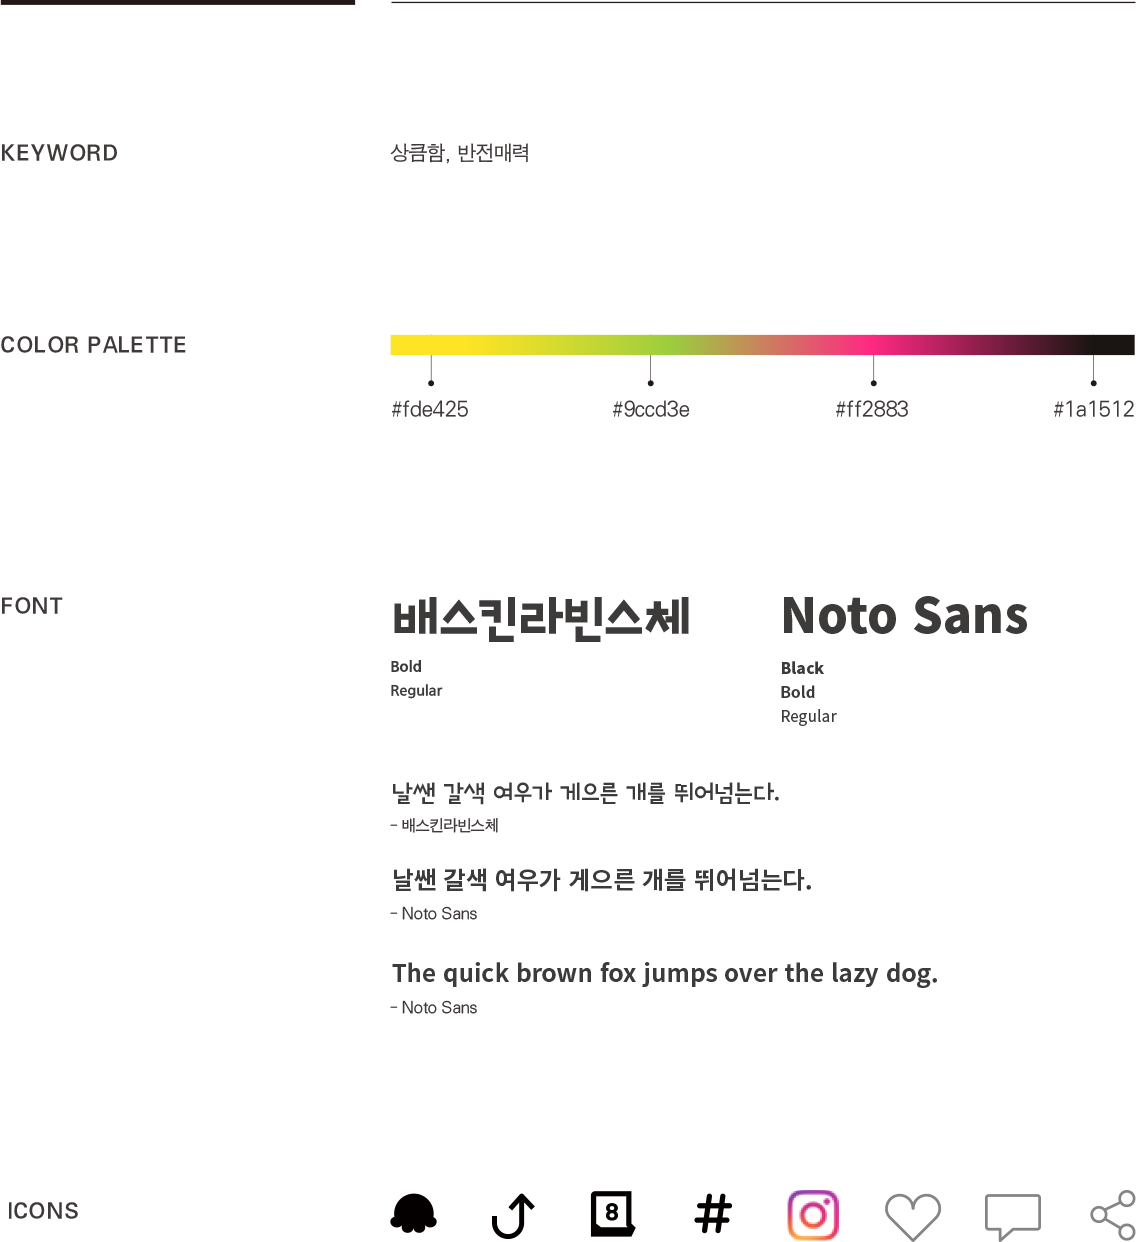 KEYWORD
상큼함, 반전매력
COLOR PALETTE
#fde425 #9ccd3e #ff2883 #1a1512
FONT
배스킨라빈스체 Noto Sans
Bold
Regular
Black
Bold
Regular
날쌘 갈색 여우가 게으른 개를 뛰어넘는다.
- 배스킨라빈스체
날쌘 갈색 여우가 게으른 개를 뛰어넘는다.
- Noto Sans
The quick brown fox jumps over the lazy dog.
- Noto Sans
ICONS
8 #